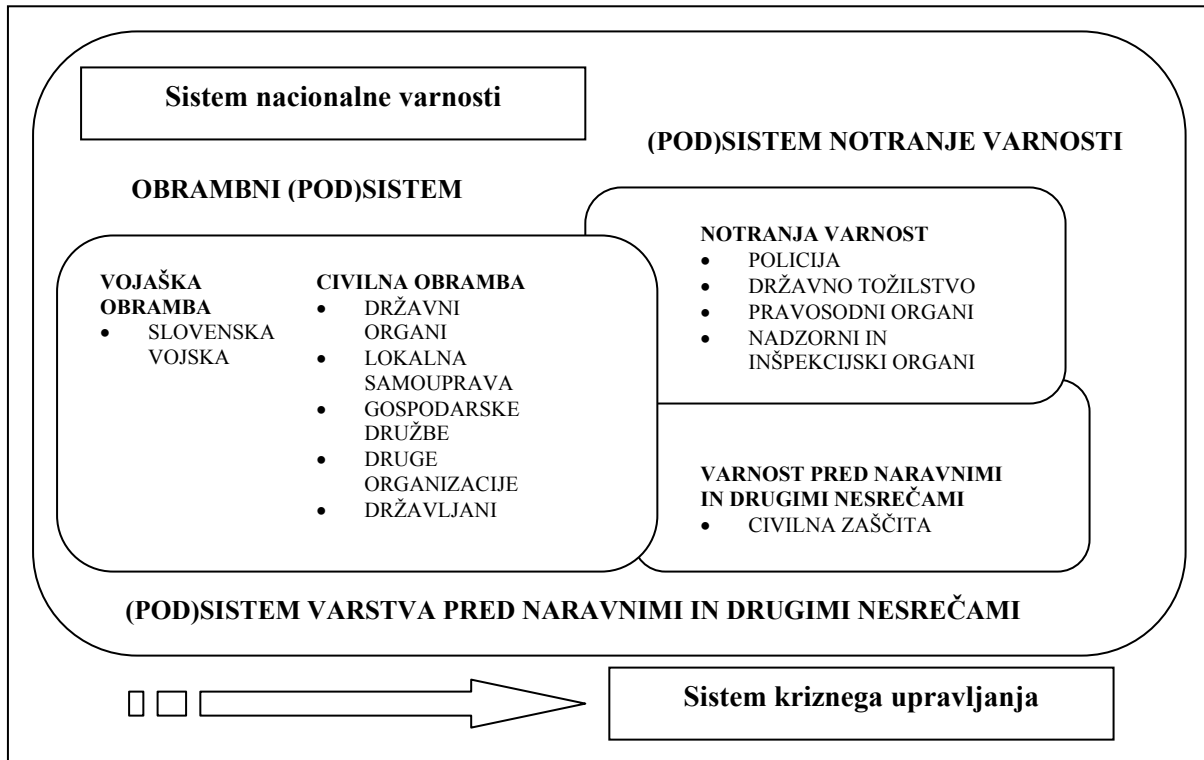 Sistem nacionalne varnosti
(POD)SISTEM NOTRANJE VARNOSTI
OBRAMBNI (POD)SISTEM
VOJAŠKA
OBRAMBA
• SLOVENSKA
VOJSKA
CIVILNA OBRAMBA
• DRŽAVNI
ORGANI
• LOKALNA
SAMOUPRAVA
• GOSPODARSKE
DRUŽBE
• DRUGE
ORGANIZACIJE
• DRŽAVLJANI
NOTRANJA VARNOST
• POLICIJA
• DRŽAVNO TOŽILSTVO
• PRAVOSODNI ORGANI
• NADZORNI IN
INŠPEKCIJSKI ORGANI
VARNOST PRED NARAVNIMI
IN DRUGIMI NESREČAMI
• CIVILNA ZAŠČITA
(POD)SISTEM VARSTVA PRED NARAVNIMI IN DRUGIMI NESREČAMI
Sistem kriznega upravljanja